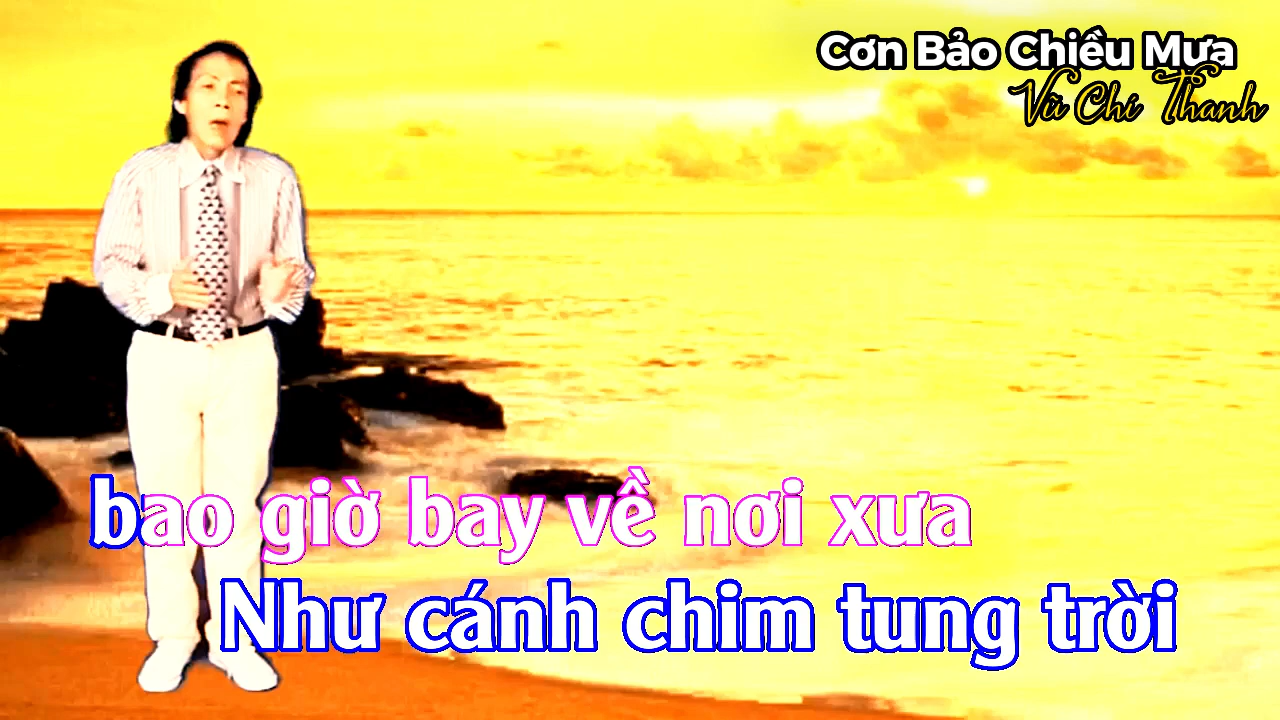 Cơn Bảo Chiều Mưa
Vũ Chí Thanh
bao giờ bay về nơi xưa
Như cánh chim tung trời